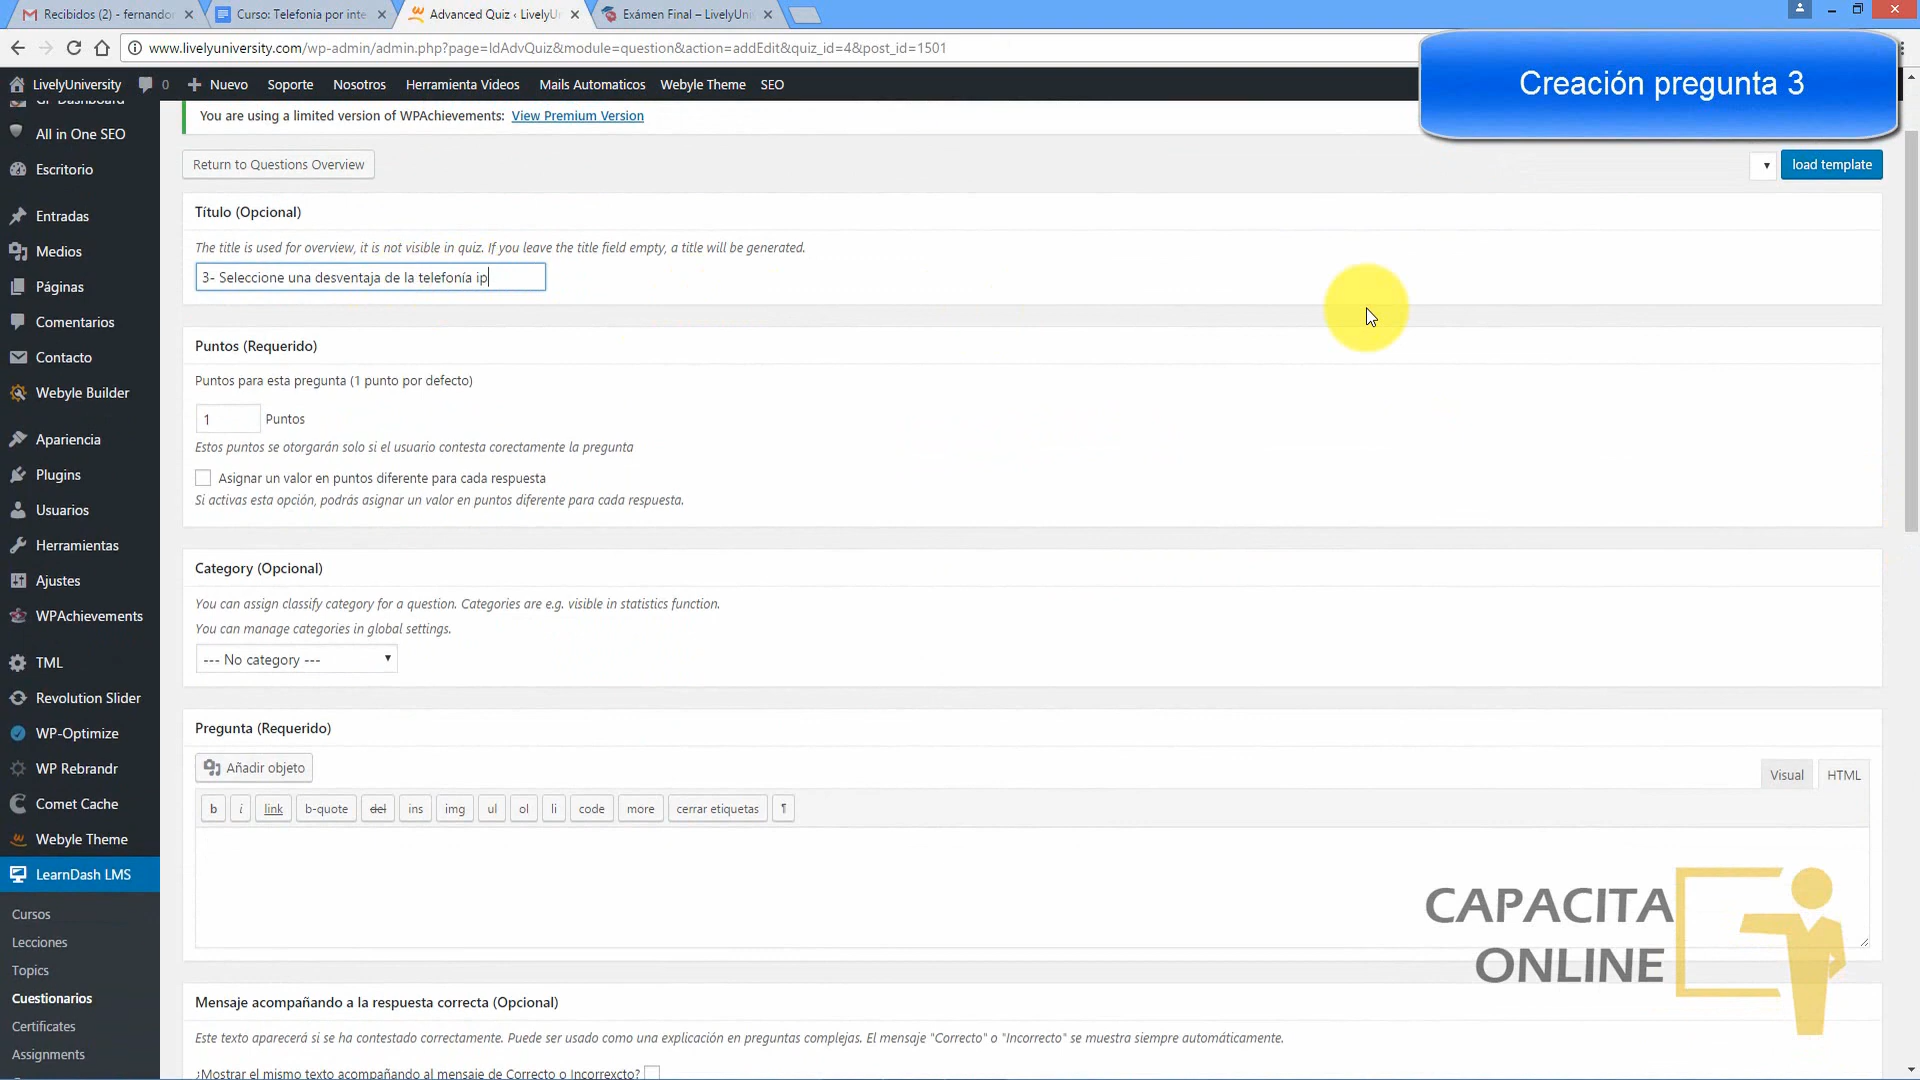 Recibidos (2) - fernandor
Curso: Telefonia por inte
Advanced Quiz ‹ LivelyU
Exámen Final – LivelyUni
www.livelyuniversity.com/wp-admin/admin.php?page=ldAdvQuiz&module=question&action=addEdit&quiz_id=4&post_id=1501
Creación pregunta 3
LivelyUniversity
0
Nuevo
Soporte
Nosotros
Herramienta Videos
Mails Automaticos
Webyle Theme
SEO
GF Dashboard
All in One SEO
Escritorio
Entradas
Medios
Páginas
Comentarios
Contacto
Webyle Builder
Apariencia
Plugins
Usuarios
Herramientas
Ajustes
WPAchievements
TML
Revolution Slider
WP-Optimize
WP Rebrandr
Comet Cache
Webyle Theme
LearnDash LMS
Cursos
Lecciones
Topics
Cuestionarios
Certificates
Assignments
You are using a limited version of WPAchievements: View Premium Version
Return to Questions Overview
load template
Título (Opcional)
The title is used for overview, it is not visible in quiz. If you leave the title field empty, a title will be generated.
3- Seleccione una desventaja de la telefonía ip
Puntos (Requerido)
Puntos para esta pregunta (1 punto por defecto)
1 Puntos
Estos puntos se otorgarán solo si el usuario contesta correctamente la pregunta
Asignar un valor en puntos diferente para cada respuesta
Si activas esta opción, podrás asignar un valor en puntos diferente para cada respuesta.
Category (Opcional)
You can assign classify category for a question. Categories are e.g. visible in statistics function.
You can manage categories in global settings.
--- No category ---
Pregunta (Requerido)
Añadir objeto
Visual HTML
b i link b-quote del ins img ul ol li code more cerrar etiquetas ¶
CAPACITA
ONLINE
Mensaje acompañando a la respuesta correcta (Opcional)
Este texto aparecerá si se ha contestado correctamente. Puede ser usado como una explicación en preguntas complejas. El mensaje "Correcto" o "Incorrecto" se muestra siempre automáticamente.
¿Mostrar el mismo texto acompañando al mensaje de Correcto o Incorrexcto?